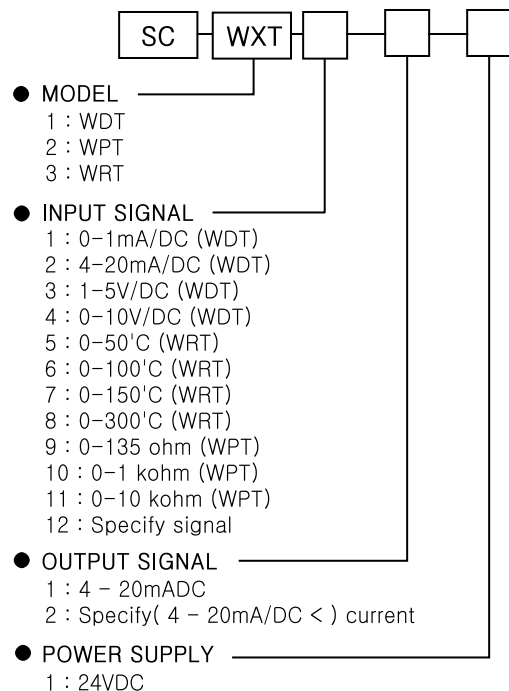 SC WXT
● MODEL
1 : WDT
2 : WPT
3 : WRT
● INPUT SIGNAL
1 : 0-1mA/DC (WDT)
2 : 4-20mA/DC (WDT)
3 : 1-5V/DC (WDT)
4 : 0-10V/DC (WDT)
5 : 0-50'C (WRT)
6 : 0-100'C (WRT)
7 : 0-150'C (WRT)
8 : 0-300'C (WRT)
9 : 0-135 ohm (WPT)
10 : 0-1 kohm (WPT)
11 : 0-10 kohm (WPT)
12 : Specify signal
● OUTPUT SIGNAL
1 : 4 - 20mADC
2 : Specify( 4 - 20mA/DC < ) current
● POWER SUPPLY
1 : 24VDC